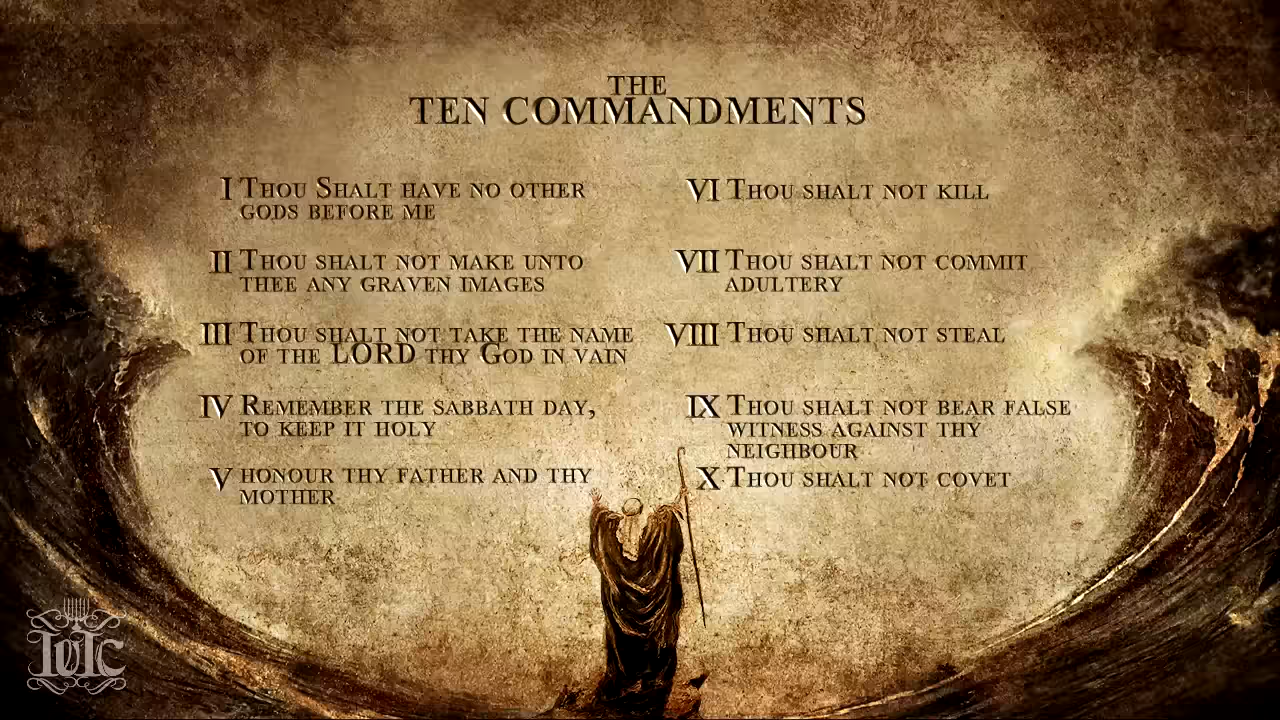 THE
TEN COMMANDMENTS
I THOU SHALT HAVE NO OTHER
GODS BEFORE ME
II THOU SHALT NOT MAKE UNTO
THEE ANY GRAVEN IMAGES
III THOU SHALT NOT TAKE THE NAME
OF THE LORD THY GOD IN VAIN
IV REMEMBER THE SABBATH DAY,
TO KEEP IT HOLY
V HONOUR THY FATHER AND THY
MOTHER
VI THOU SHALT NOT KILL
VII THOU SHALT NOT COMMIT
ADULTERY
VIII THOU SHALT NOT STEAL
IX THOU SHALT NOT BEAR FALSE
WITNESS AGAINST THY
NEIGHBOUR
X THOU SHALT NOT COVET
IUIC